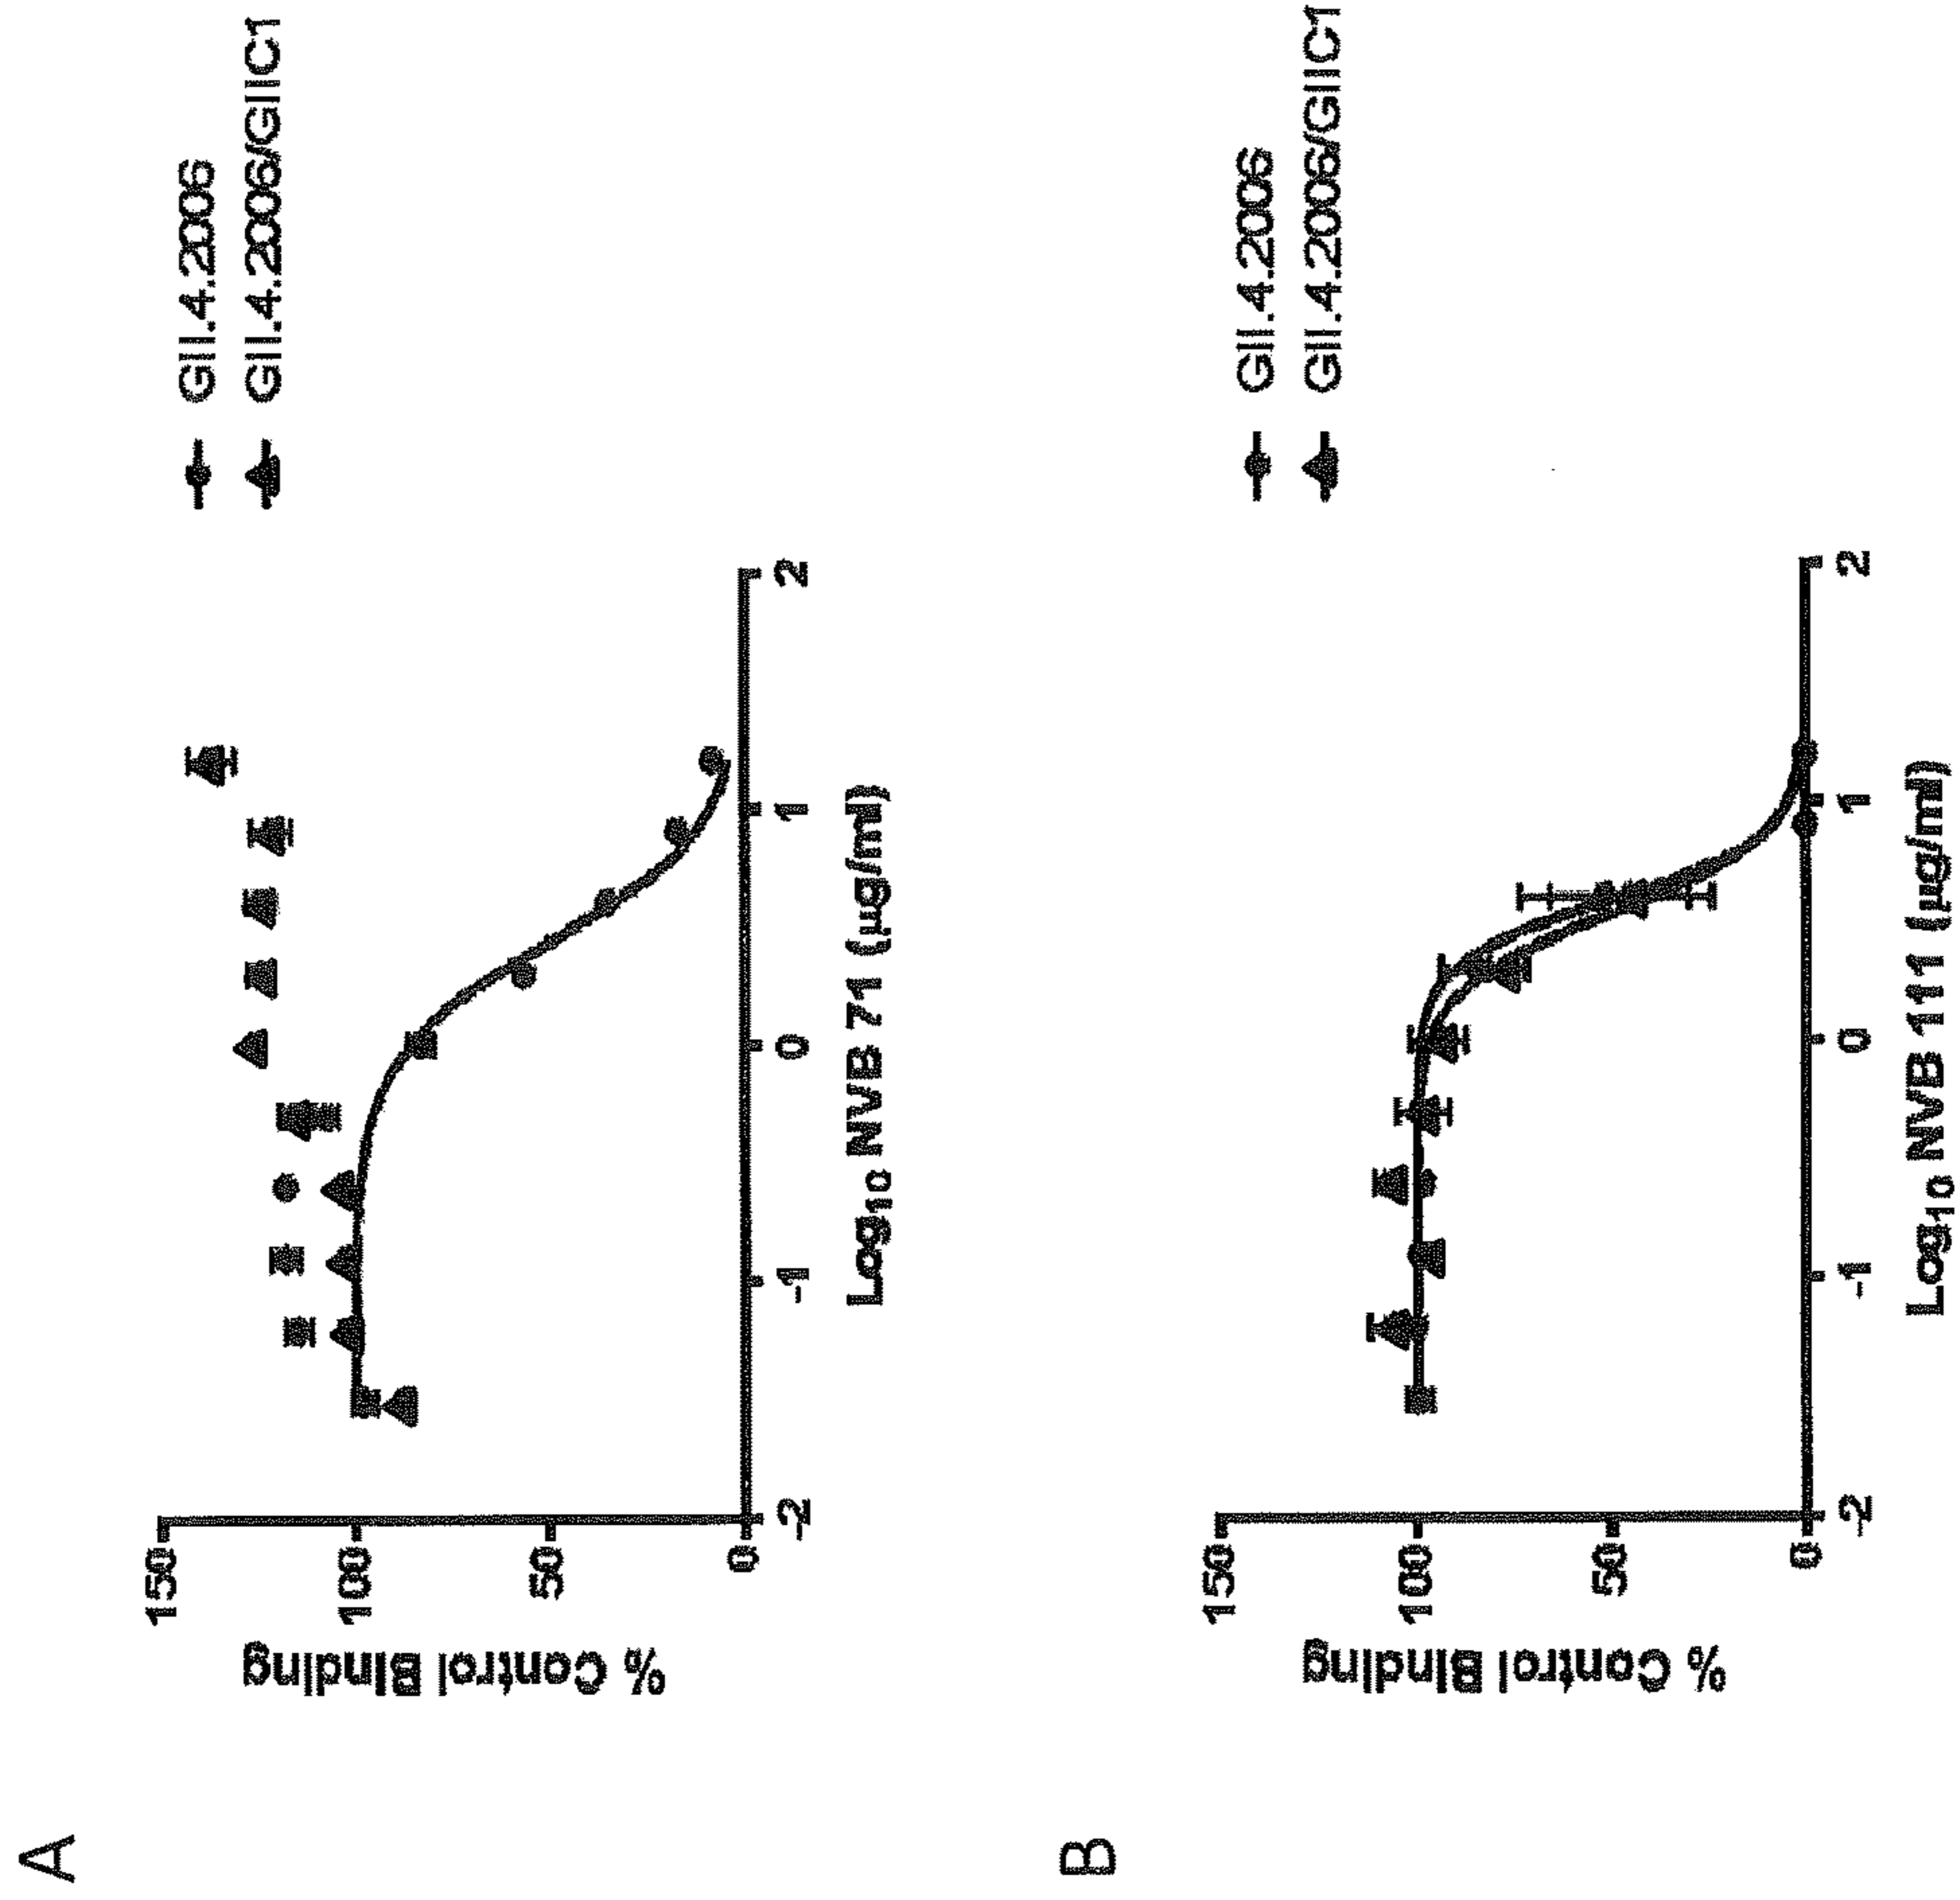 A
150
100
50
0
% Control Binding
-2
-1
0
1
2
Log10 NVB 71 (µg/ml)
GII.4.2006
GII.4.2006/GIIC1
B
150
100
50
0
% Control Binding
-2
-1
0
1
2
Log10 NVB 111 (µg/ml)
GII.4.2006
GII.4.2006/GIIC1